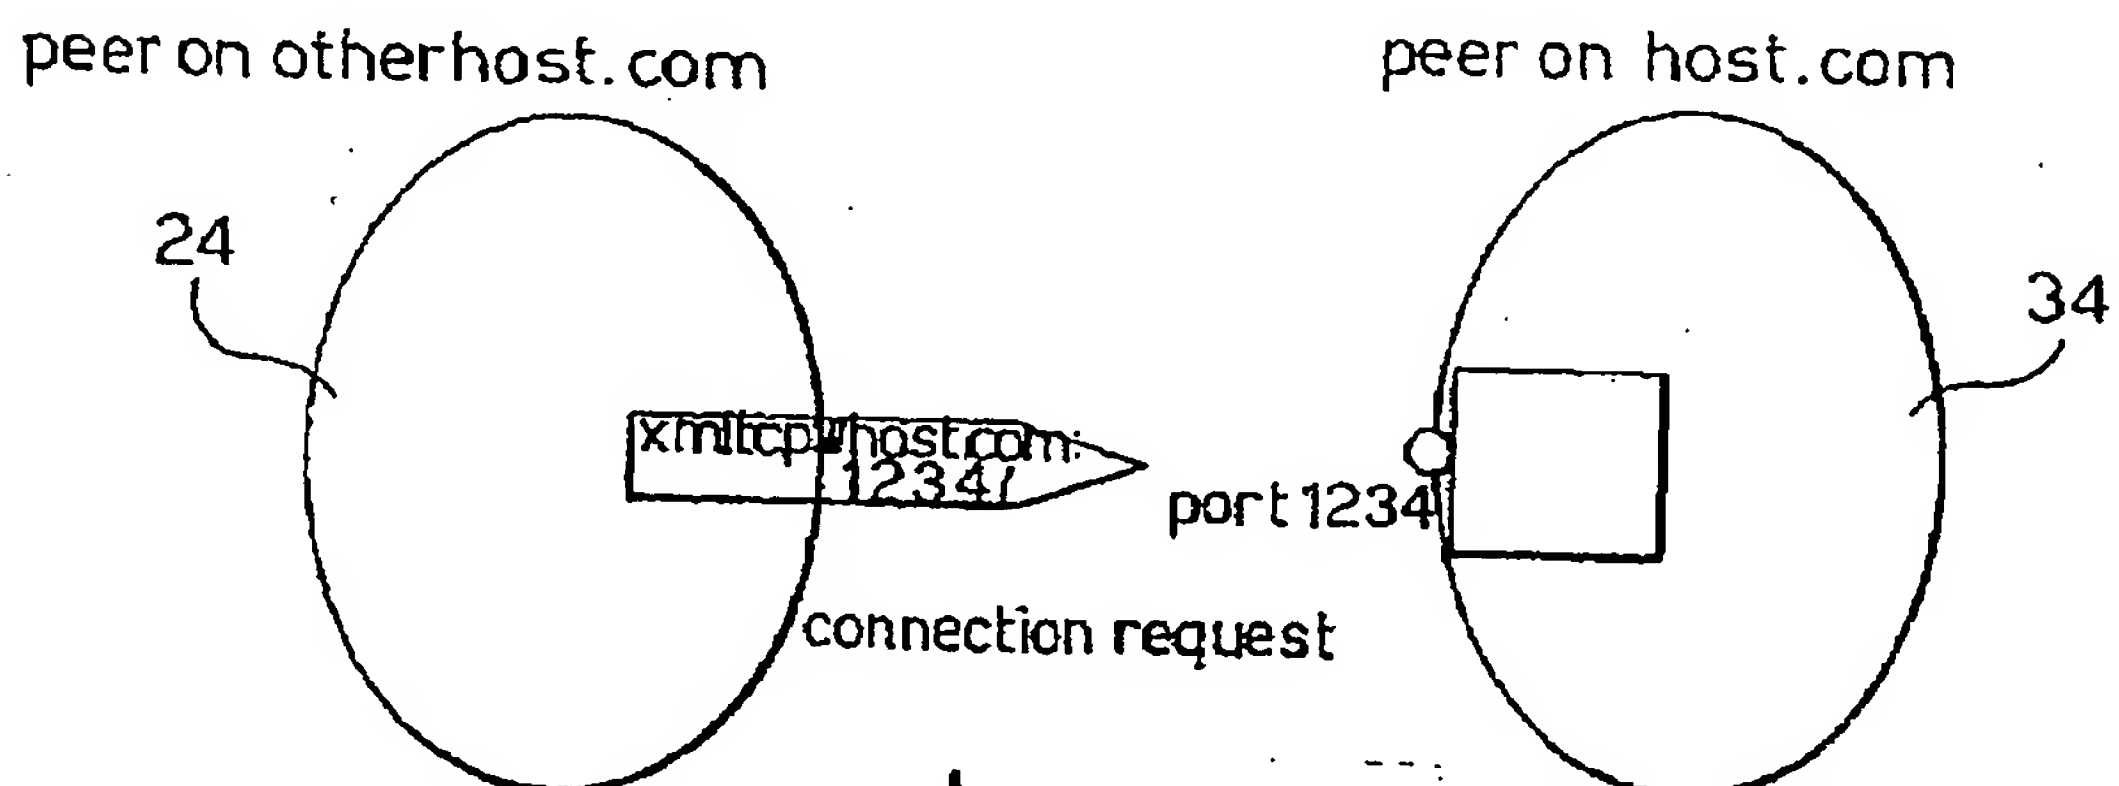 peer on otherhost.com
peer on host.com
24
34
xmltcp://host.com:
1234/
port 1234
connection request